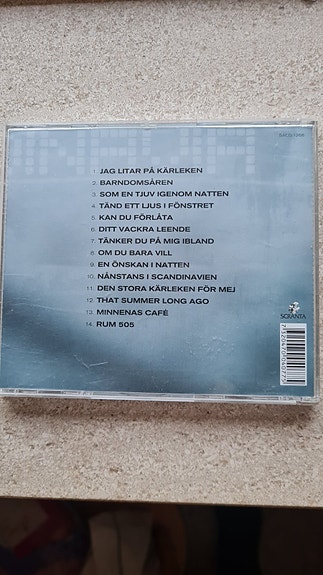 1. JAG LITAR PÅ KÄRLEKEN
2. BARNDOMSÅREN
3. SOM EN TJUV IGENOM NATTEN
4. TÄND ETT LJUS I FÖNSTRET
5. KAN DU FÖRLÅTA
6. DITT VACKRA LEENDE
7. TÄNKER DU PÅ MIG IBLAND
8. OM DU BARA VILL
9. EN ÖNSKAN I NATTEN
10. NÅNSTANS I SCANDINAVIEN
11. DEN STORA KÄRLEKEN FÖR MEJ
12. THAT SUMMER LONG AGO
13. MINNENAS CAFÉ
14. RUM 505
SCRANTA